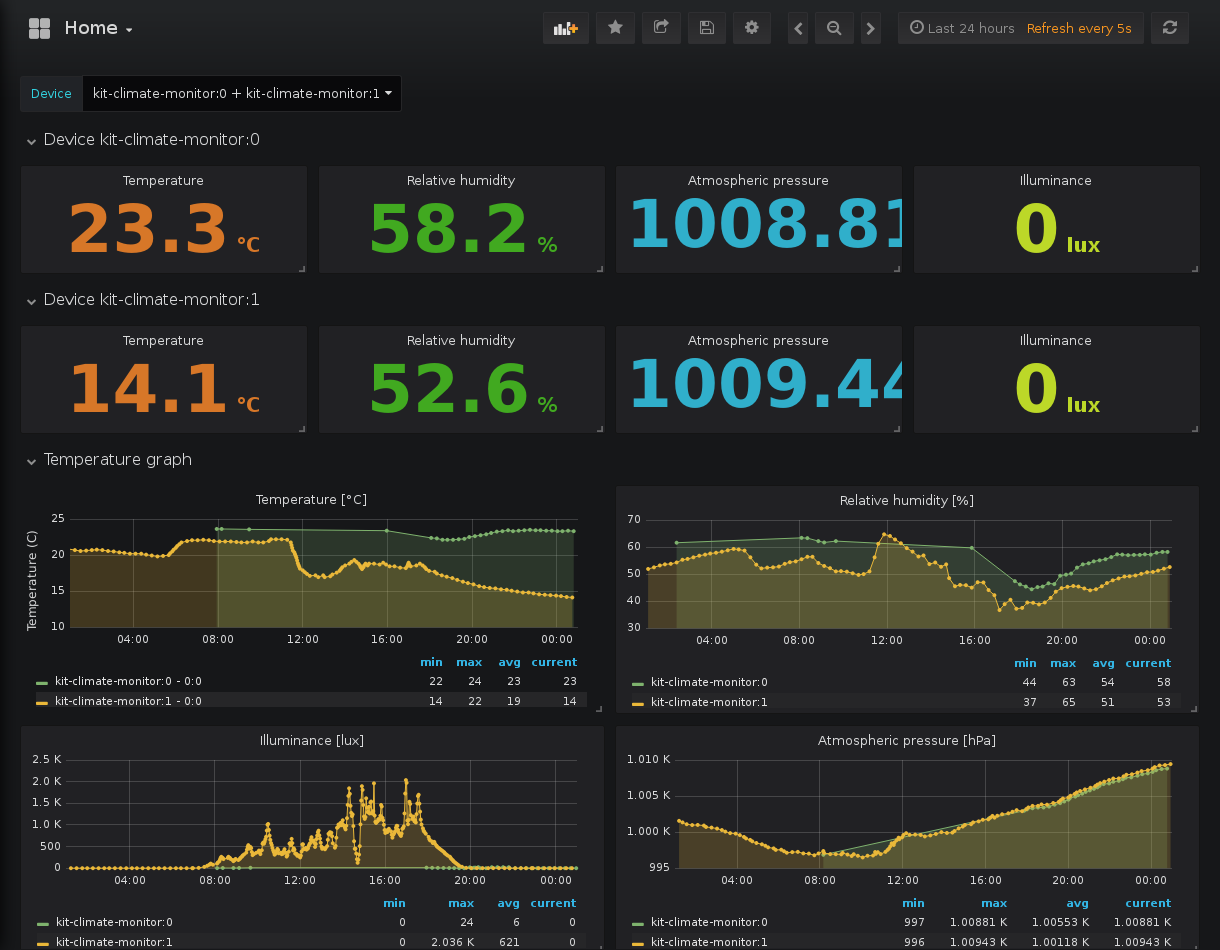 Home
Last 24 hours Refresh every 5s
Device kit-climate-monitor:0 + kit-climate-monitor:1
Device kit-climate-monitor:0
Temperature Relative humidity Atmospheric pressure Illuminance
23.3 °C 58.2 % 1008.81 0 lux
Device kit-climate-monitor:1
Temperature Relative humidity Atmospheric pressure Illuminance
14.1 °C 52.6 % 1009.44 0 lux
Temperature graph
Temperature [°C]
Temperature (C)
25
20
15
10
04:00 08:00 12:00 16:00 20:00 00:00
min max avg current
kit-climate-monitor:0 - 0:0 22 24 23 23
kit-climate-monitor:1 - 0:0 14 22 19 14
Relative humidity [%]
70
60
50
40
30
04:00 08:00 12:00 16:00 20:00 00:00
min max avg current
kit-climate-monitor:0 44 63 54 58
kit-climate-monitor:1 37 65 51 53
Illuminance [lux]
2.5 K
2.0 K
1.5 K
1.0 K
500
0
04:00 08:00 12:00 16:00 20:00 00:00
min max avg current
kit-climate-monitor:0 0 24 6 0
kit-climate-monitor:1 0 2.036 K 621 0
Atmospheric pressure [hPa]
1.010 K
1.005 K
1.000 K
995
04:00 08:00 12:00 16:00 20:00 00:00
min max avg current
kit-climate-monitor:0 997 1.00881 K 1.00553 K 1.00881 K
kit-climate-monitor:1 996 1.00943 K 1.00118 K 1.00943 K